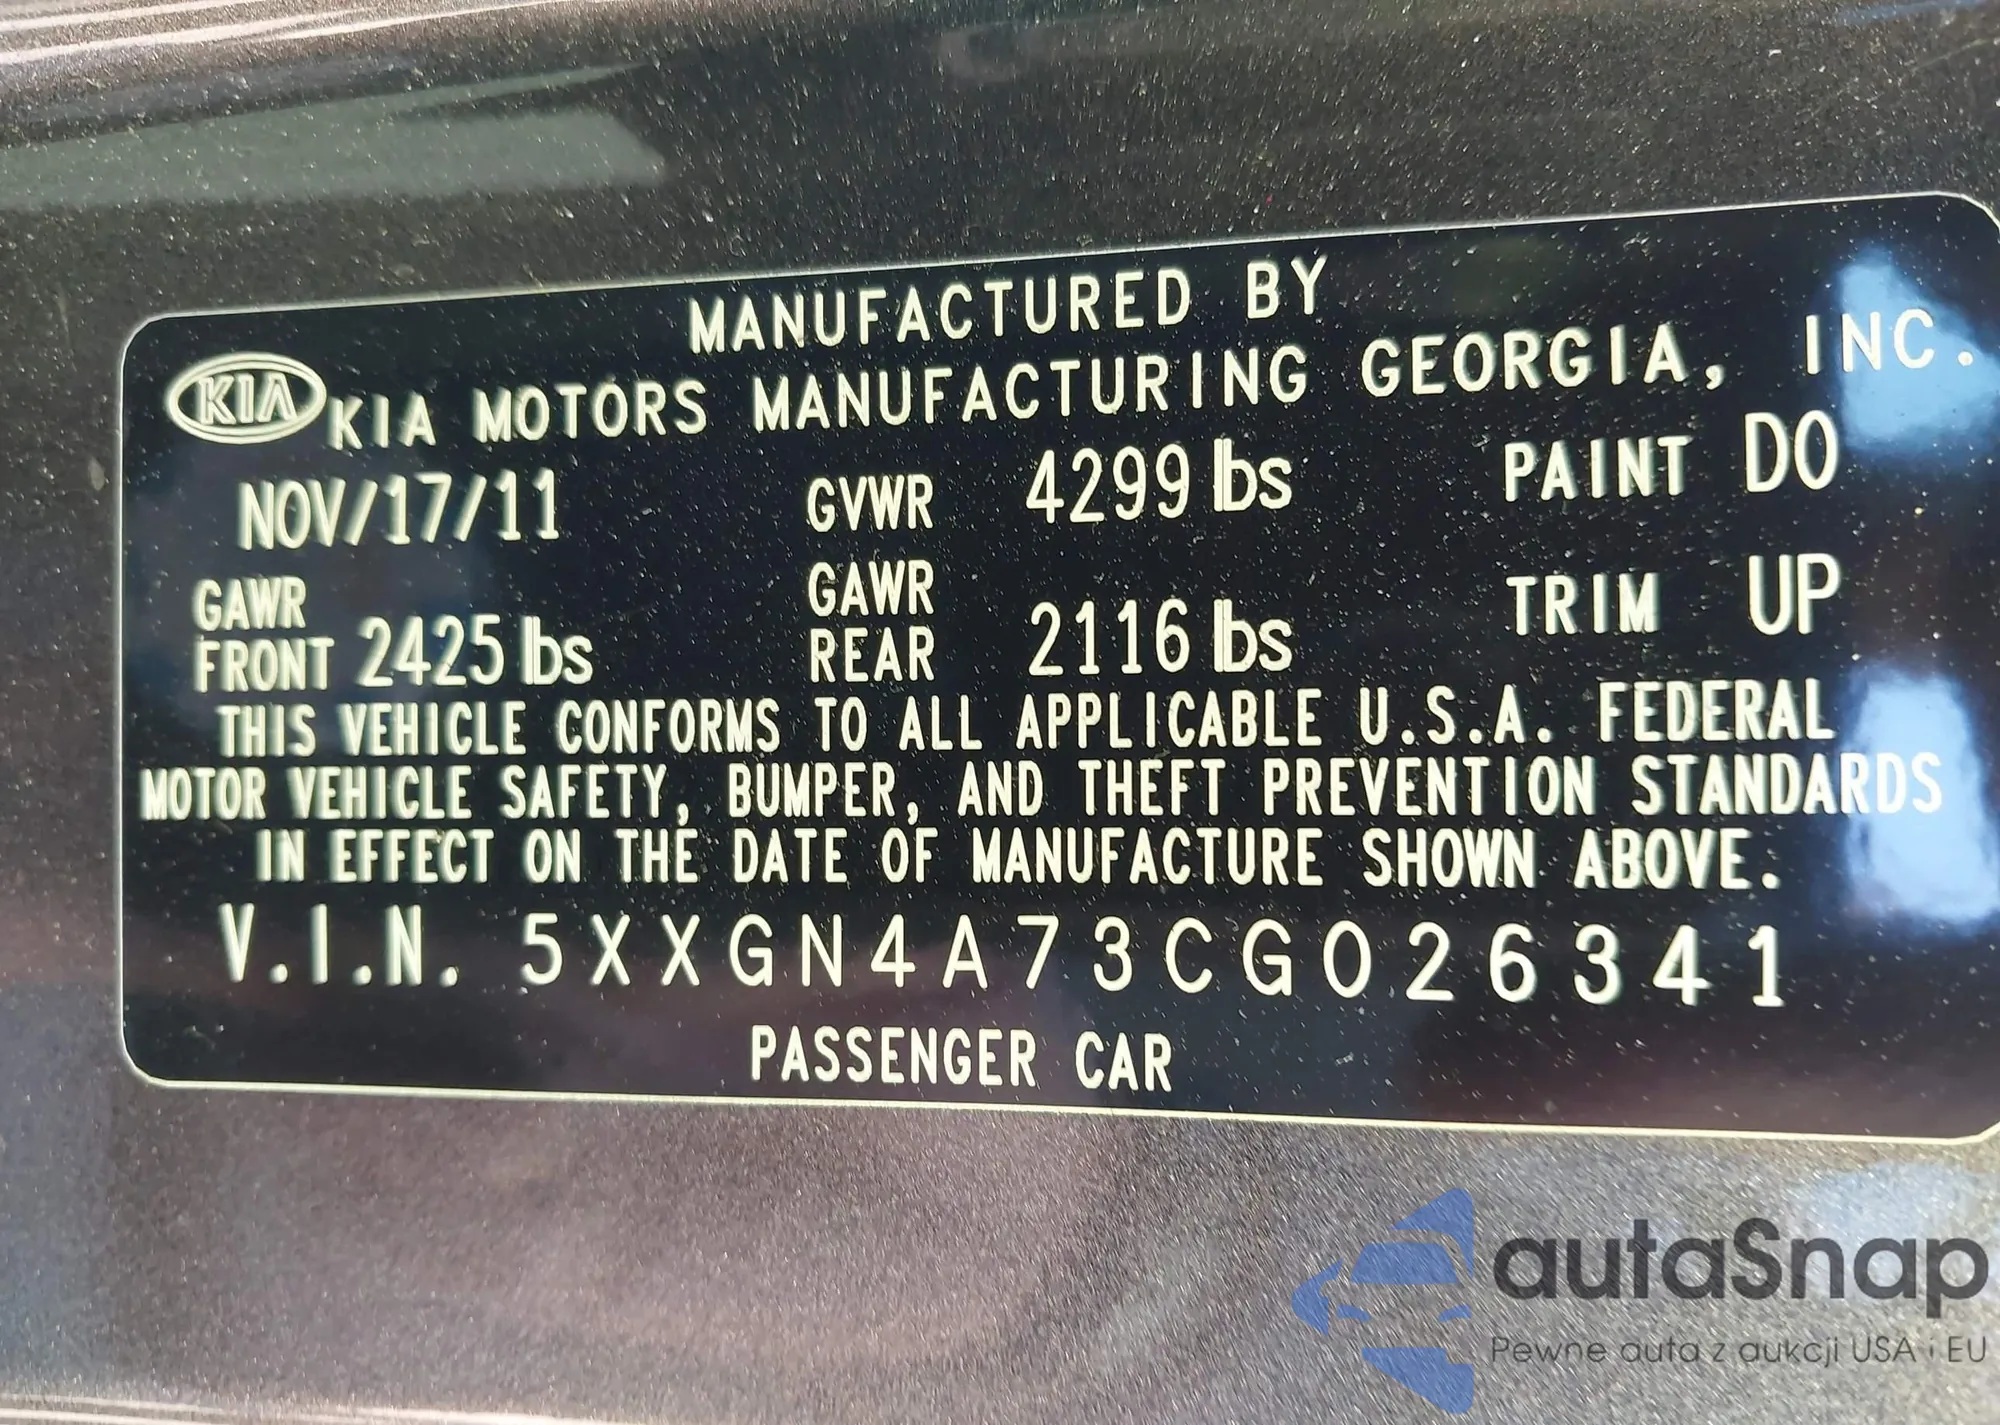 MANUFACTURED BY
KIA KIA MOTORS MANUFACTURING GEORGIA, INC.
NOV/17/11 GVWR 4299 lbs PAINT D0
GAWR FRONT 2425 lbs GAWR REAR 2116 lbs TRIM UP
THIS VEHICLE CONFORMS TO ALL APPLICABLE U.S.A. FEDERAL
MOTOR VEHICLE SAFETY, BUMPER, AND THEFT PREVENTION STANDARDS
IN EFFECT ON THE DATE OF MANUFACTURE SHOWN ABOVE.
V.I.N. 5XXGN4A73CG026341
PASSENGER CAR
autaSnap
Pewne auta z aukcji USA i EU